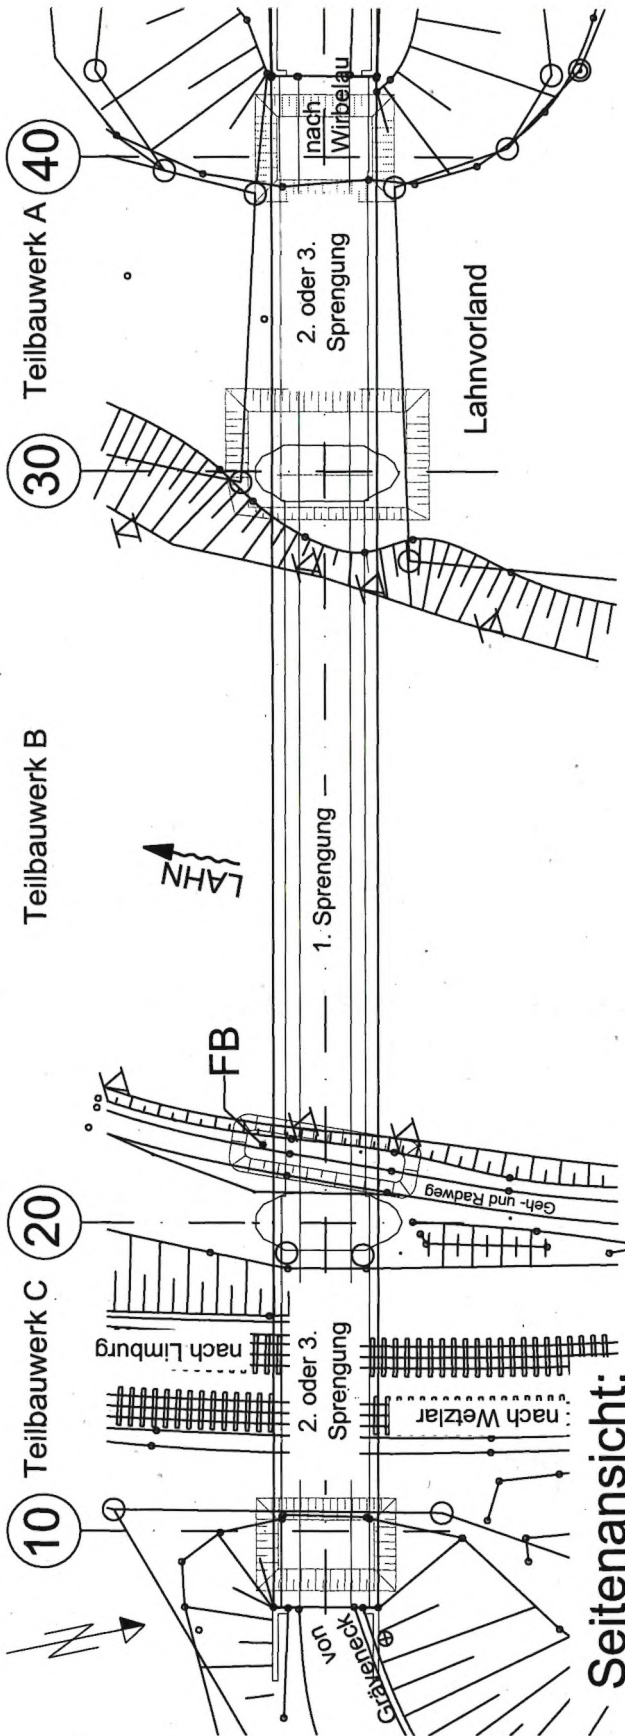 10
Teilbauwerk C
20
Teilbauwerk B
30
Teilbauwerk A
40
nach Limburg
FB
LAHN
2. oder 3.
Sprengung
1. Sprengung
2. oder 3.
Sprengung
nach
Wirbelau
von
Gräveneck
nach Wetzlar
Geh- und Radweg
Lahnvorland
N
Seitenansicht: